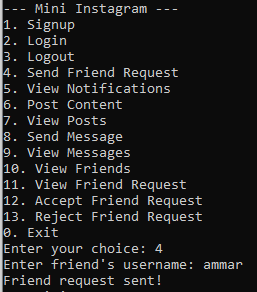 --- Mini Instagram ---
1. Signup
2. Login
3. Logout
4. Send Friend Request
5. View Notifications
6. Post Content
7. View Posts
8. Send Message
9. View Messages
10. View Friends
11. View Friend Request
12. Accept Friend Request
13. Reject Friend Request
0. Exit
Enter your choice: 4
Enter friend's username: ammar
Friend request sent!